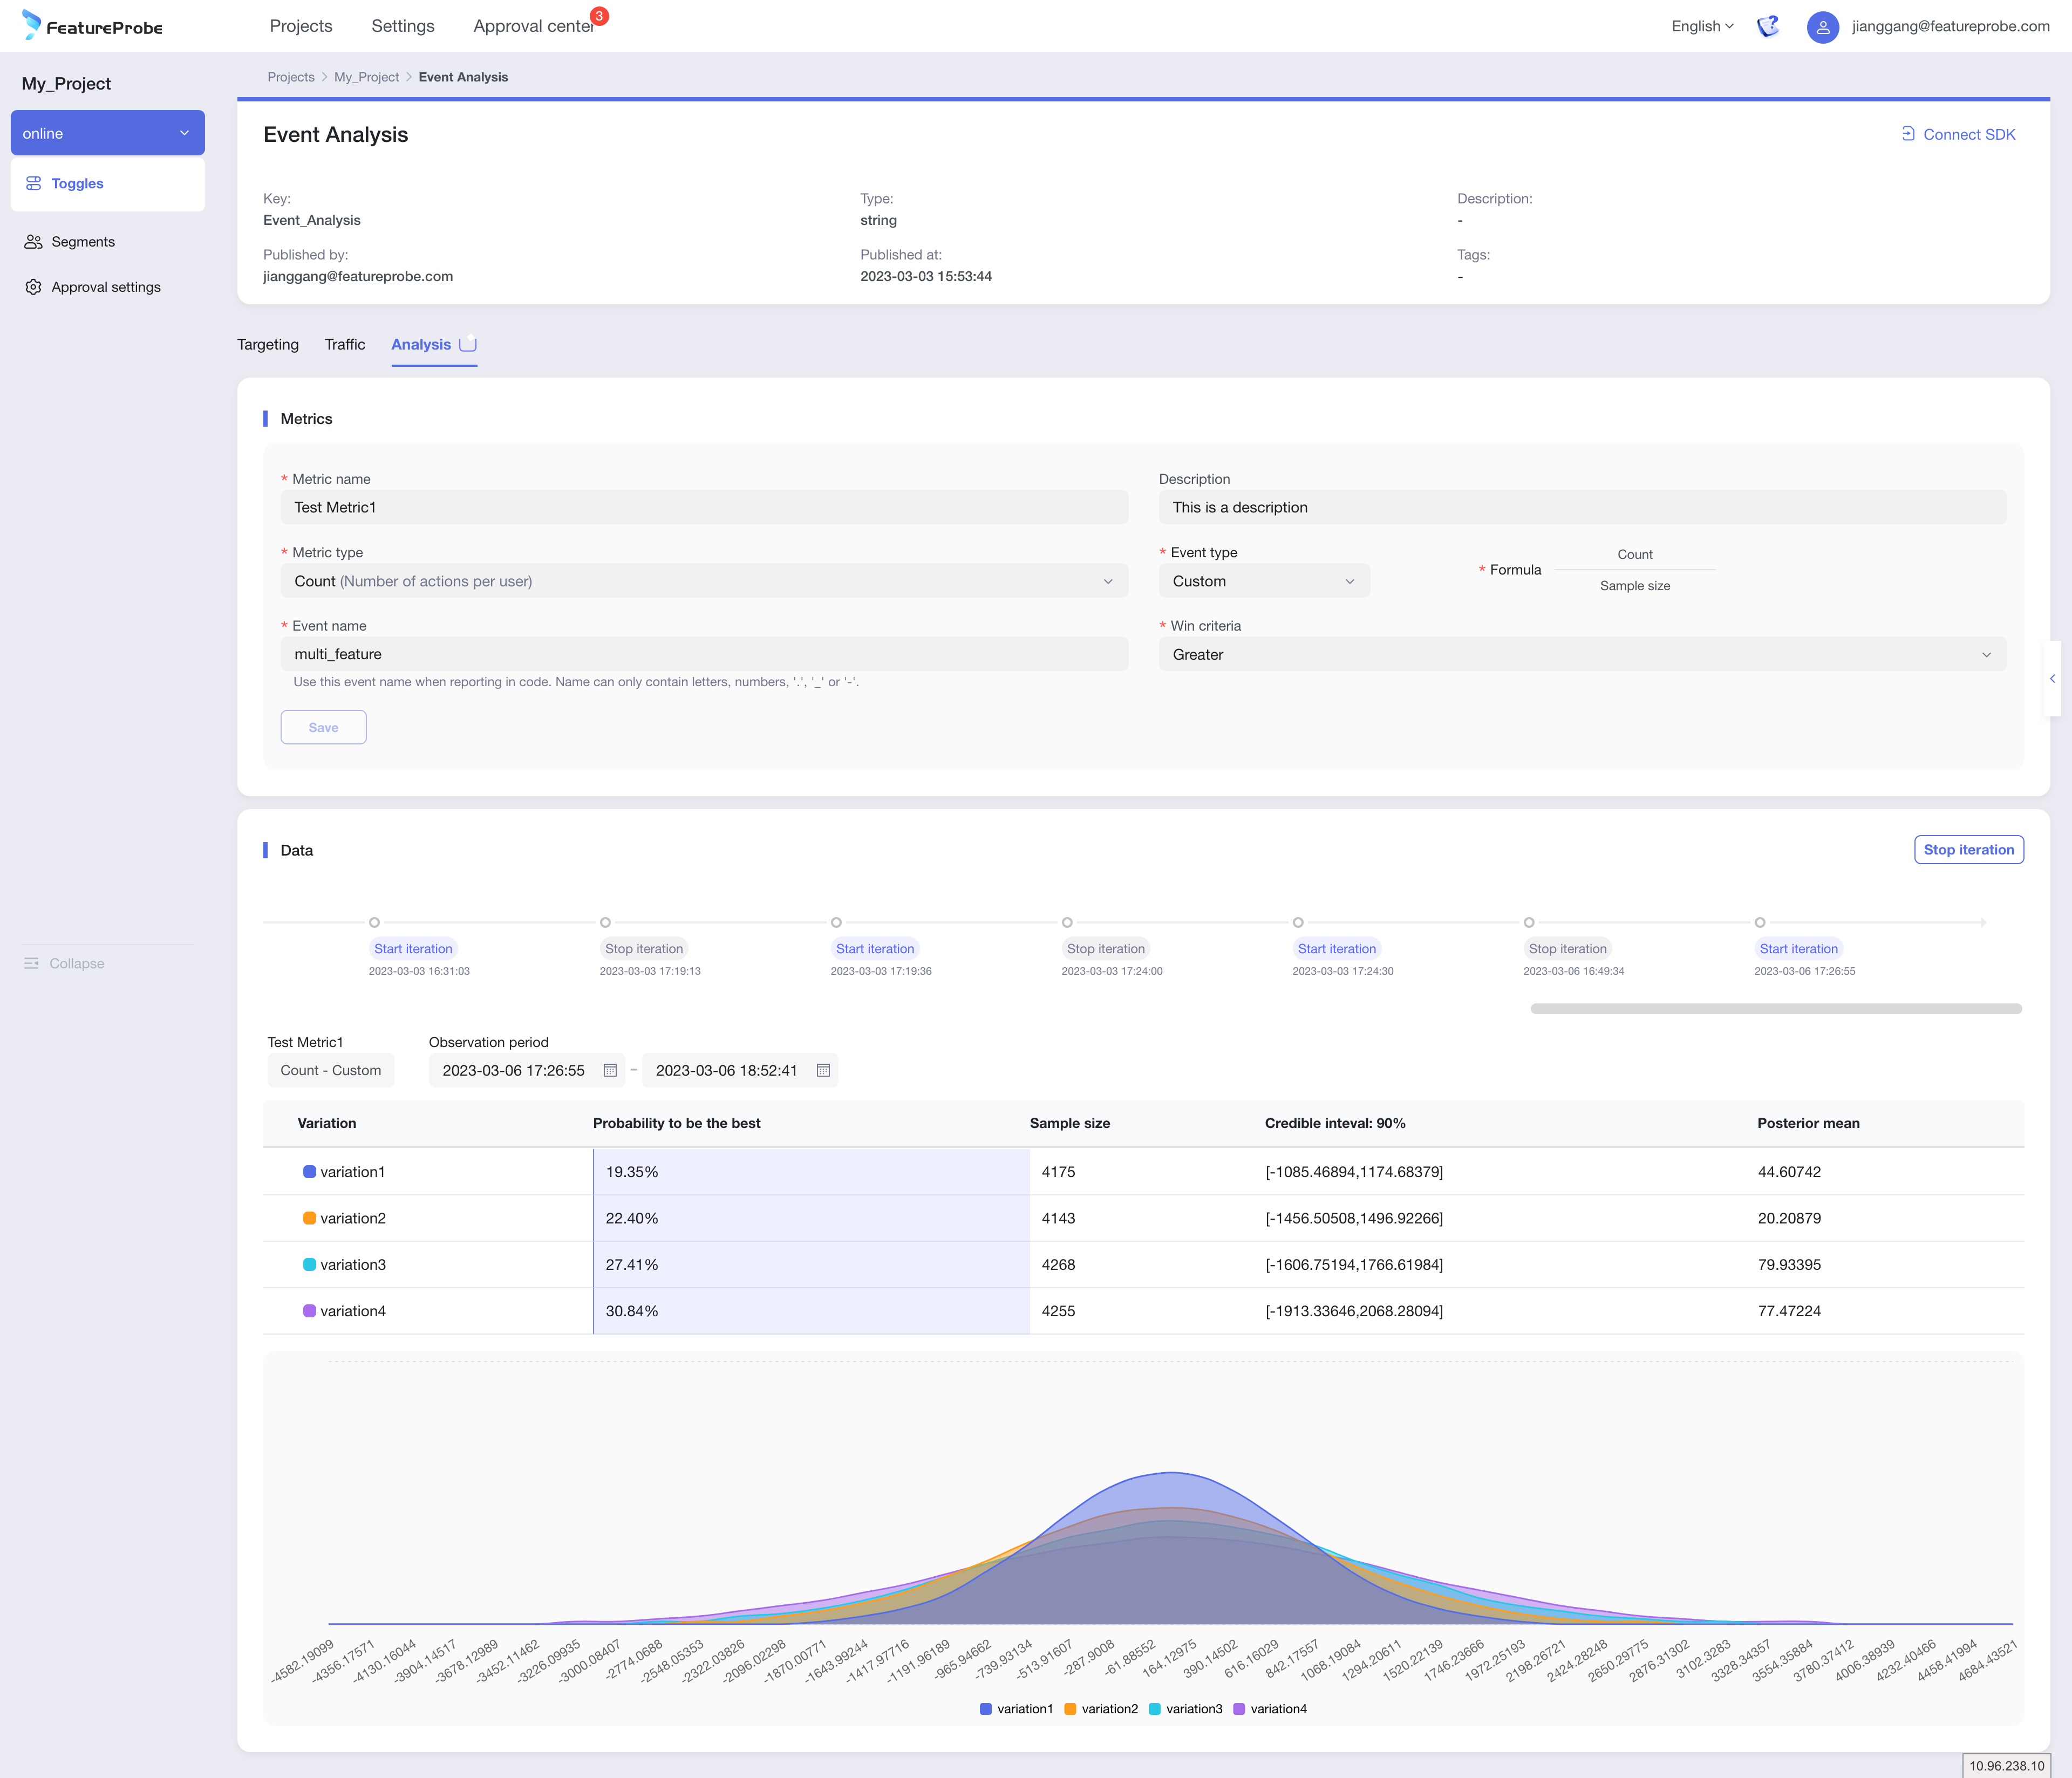 FeatureProbe
Projects
Settings
Approval center
3
English
jianggang@featureprobe.com
My_Project
online
Toggles
Segments
Approval settings
Collapse
Projects > My_Project > Event Analysis
Event Analysis
Connect SDK
Key:
Event_Analysis
Type:
string
Description:
-
Published by:
jianggang@featureprobe.com
Published at:
2023-03-03 15:53:44
Tags:
-
Targeting
Traffic
Analysis
Metrics
* Metric name
Test Metric1
Description
This is a description
* Metric type
Count (Number of actions per user)
* Event type
Custom
* Formula
Count
Sample size
* Event name
multi_feature
Use this event name when reporting in code. Name can only contain letters, numbers, '.', '_' or '-'.
* Win criteria
Greater
Save
Data
Stop iteration
Start iteration
2023-03-03 16:31:03
Stop iteration
2023-03-03 17:19:13
Start iteration
2023-03-03 17:19:36
Stop iteration
2023-03-03 17:24:00
Start iteration
2023-03-03 17:24:30
Stop iteration
2023-03-06 16:49:34
Start iteration
2023-03-06 17:26:55
Test Metric1
Count - Custom
Observation period
2023-03-06 17:26:55 – 2023-03-06 18:52:41
Variation Probability to be the best Sample size Credible inteval: 90% Posterior mean
variation1 19.35% 4175 [-1085.46894,1174.68379] 44.60742
variation2 22.40% 4143 [-1456.50508,1496.92266] 20.20879
variation3 27.41% 4268 [-1606.75194,1766.61984] 79.93395
variation4 30.84% 4255 [-1913.33646,2068.28094] 77.47224
-4582.19099
-4356.17571
-4130.16044
-3904.14517
-3678.12989
-3452.11462
-3226.09935
-3000.08407
-2774.0688
-2548.05353
-2322.03826
-2096.02298
-1870.00771
-1643.99244
-1417.97716
-1191.96189
-965.94662
-739.93134
-513.91607
-287.9008
-61.88552
164.12975
390.14502
616.16029
842.17557
1068.19084
1294.20611
1520.22139
1746.23666
1972.25193
2198.26721
2424.28248
2650.29775
2876.31302
3102.3283
3328.34357
3554.35884
3780.37412
4006.38939
4232.40466
4458.41994
4684.43521
variation1 variation2 variation3 variation4
10.96.238.10